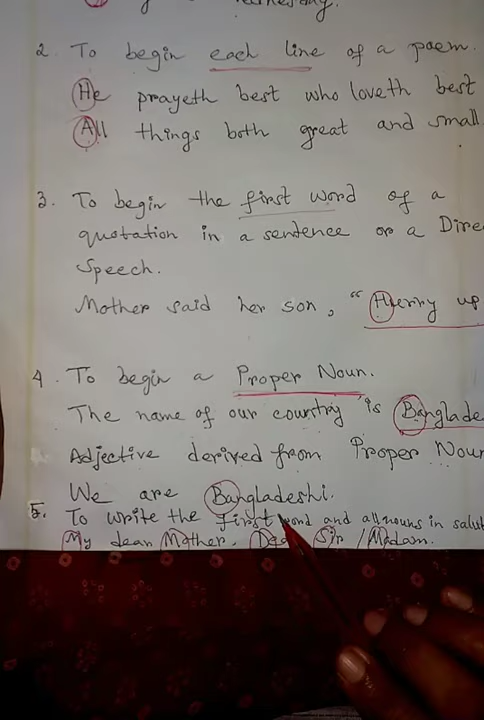 2. To begin each line of a poem.
He prayeth best who loveth best
All things both great and small
3. To begin the first word of a
quotation in a sentence or a Dire
Speech.
Mother said her son, "Hurry up
4. To begin a Proper Noun.
The name of our country is Banglade
Adjective derived from Proper Noun
We are Bangladeshi.
5. To write the first word and all nouns in salut
My dear Mother, Dea Sir / Madam.